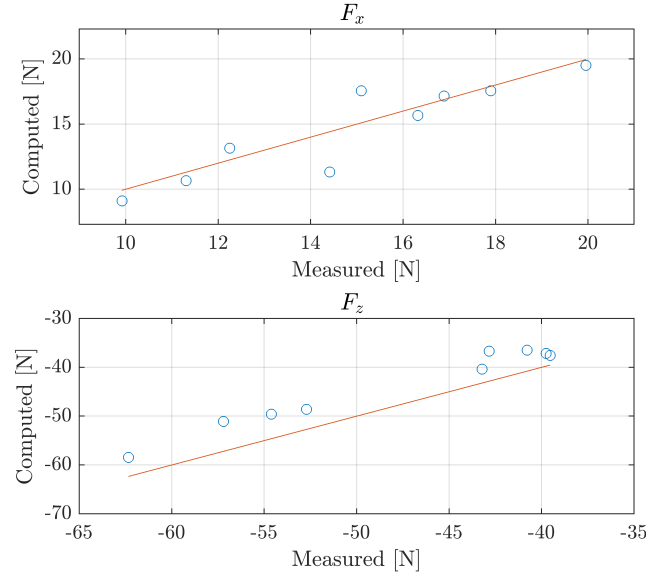 F_x
Computed [N]
20
15
10
10 12 14 16 18 20
Measured [N]
F_z
Computed [N]
-30
-40
-50
-60
-70
-65 -60 -55 -50 -45 -40 -35
Measured [N]